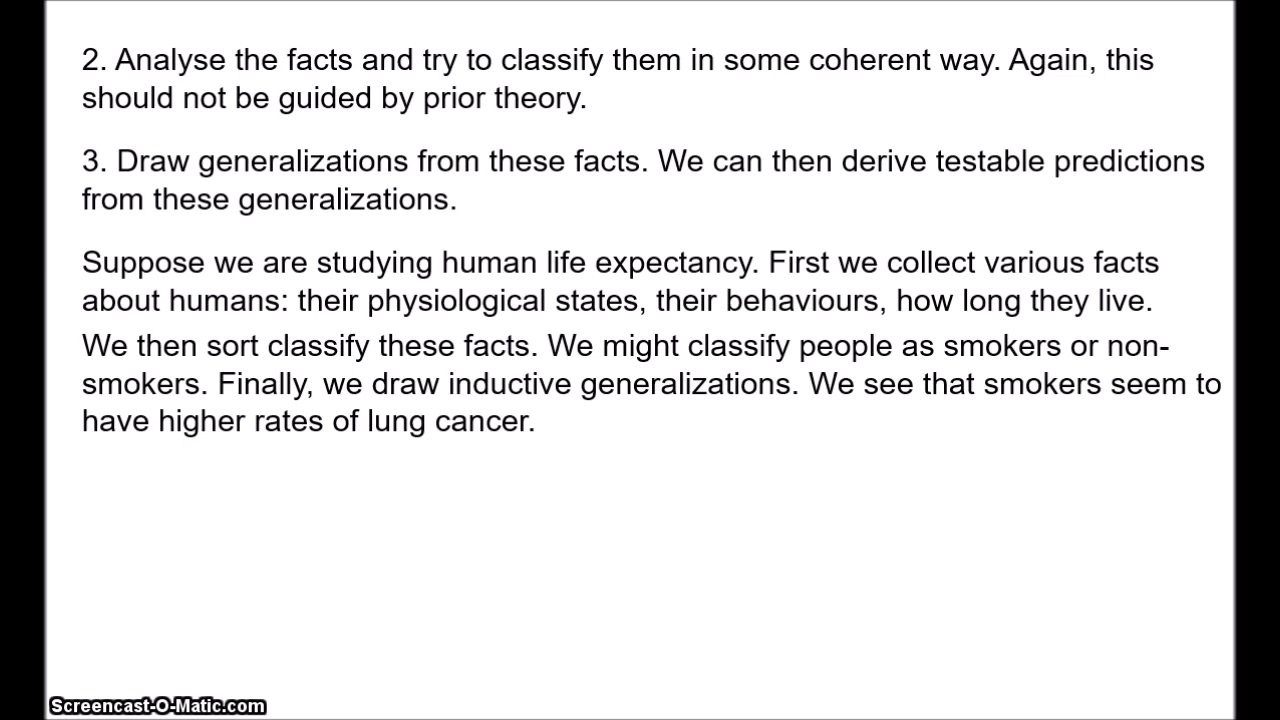 2. Analyse the facts and try to classify them in some coherent way. Again, this
should not be guided by prior theory.
3. Draw generalizations from these facts. We can then derive testable predictions
from these generalizations.
Suppose we are studying human life expectancy. First we collect various facts
about humans: their physiological states, their behaviours, how long they live.
We then sort classify these facts. We might classify people as smokers or non-
smokers. Finally, we draw inductive generalizations. We see that smokers seem to
have higher rates of lung cancer.
Screencast-O-Matic.com